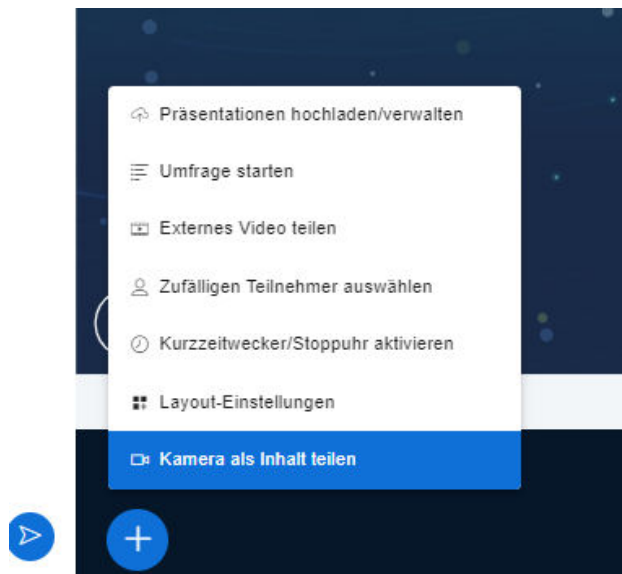 Präsentationen hochladen/verwalten
Umfrage starten
Externes Video teilen
Zufälligen Teilnehmer auswählen
Kurzzeitwecker/Stoppuhr aktivieren
Layout-Einstellungen
Kamera als Inhalt teilen